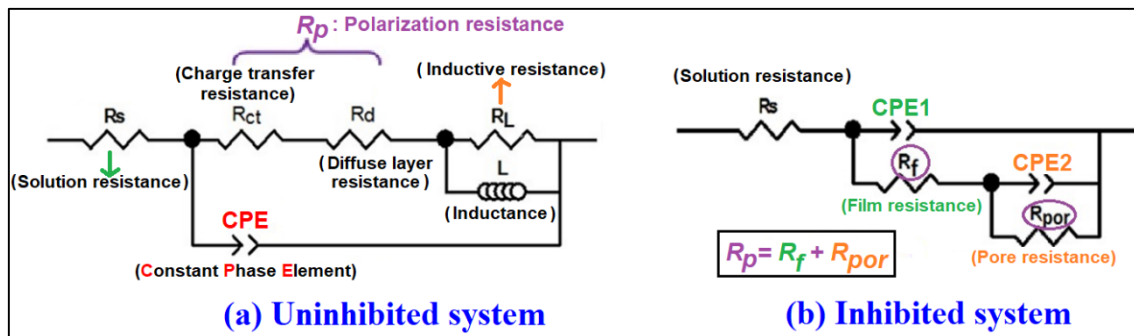 Rp: Polarization resistance
(Charge transfer
resistance)
(Inductive resistance)
Rs
Rct
Rd
RL
(Solution resistance)
(Diffuse layer
resistance)
L
(Inductance)
CPE
(Constant Phase Element)
(a) Uninhibited system
(Solution resistance)
Rs
CPE1
Rf
CPE2
(Film resistance)
Rpor
Rp= Rf + Rpor
(Pore resistance)
(b) Inhibited system